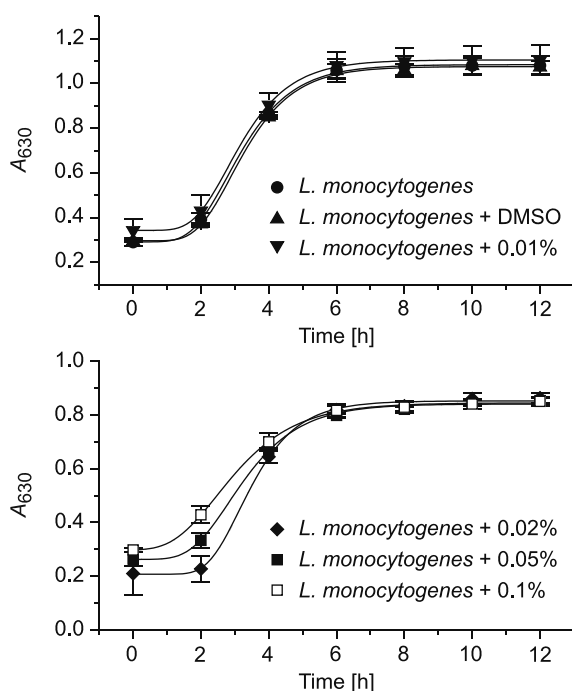 1.2
1.0
0.8
0.6
0.4
0.2
A630
L. monocytogenes
L. monocytogenes + DMSO
L. monocytogenes + 0.01%
0 2 4 6 8 10 12
Time [h]
1.0
0.8
0.6
0.4
0.2
0.0
A630
L. monocytogenes + 0.02%
L. monocytogenes + 0.05%
L. monocytogenes + 0.1%
0 2 4 6 8 10 12
Time [h]